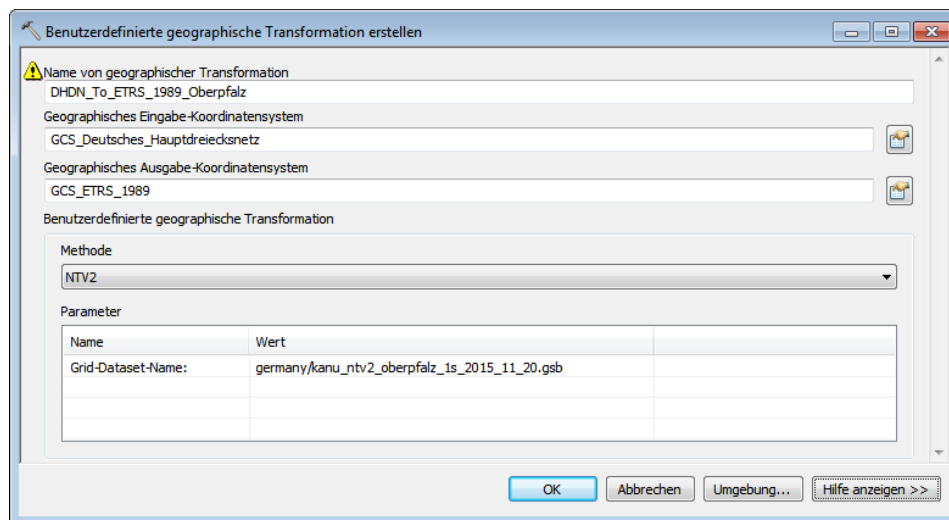 Benutzerdefinierte geographische Transformation erstellen
Name von geographischer Transformation
DHDN_To_ETRS_1989_Oberpfalz
Geographisches Eingabe-Koordinatensystem
GCS_Deutsches_Hauptdreiecksnetz
Geographisches Ausgabe-Koordinatensystem
GCS_ETRS_1989
Benutzerdefinierte geographische Transformation
Methode
NTV2
Parameter
Name Wert
Grid-Dataset-Name: germany/kanu_ntv2_oberpfalz_1s_2015_11_20.gsb
OK Abbrechen Umgebung... Hilfe anzeigen >>